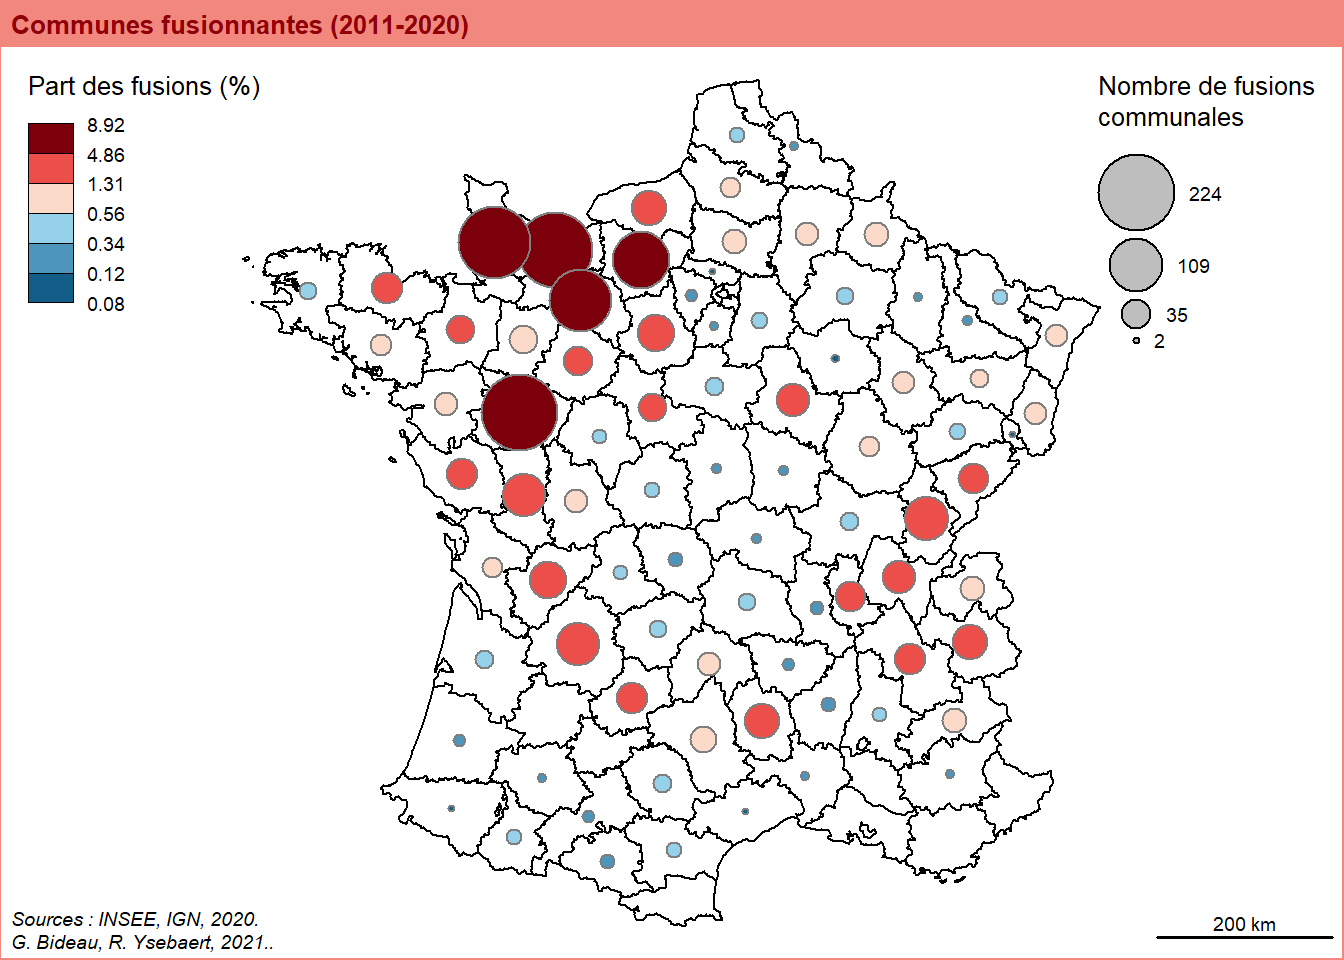 Communes fusionnantes (2011-2020)
Part des fusions (%)
8.92
4.86
1.31
0.56
0.34
0.12
0.08
Nombre de fusions
communales
224
109
35
2
Sources : INSEE, IGN, 2020.
G. Bideau, R. Ysebaert, 2021..
200 km